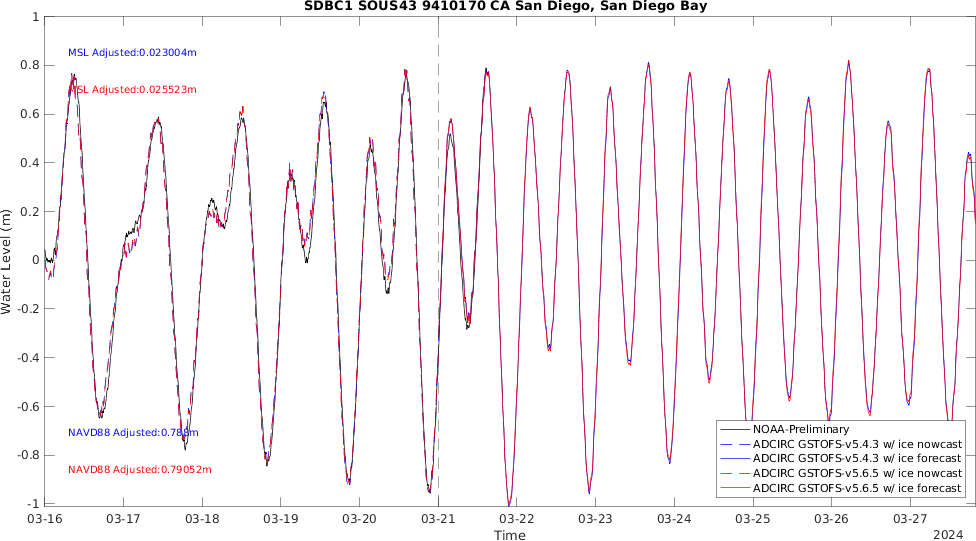 SDBC1 SOUS43 9410170 CA San Diego, San Diego Bay
1
0.8
0.6
0.4
0.2
0
-0.2
-0.4
-0.6
-0.8
-1
Water Level (m)
MSL Adjusted:0.023004m
MSL Adjusted:0.025523m
NAVD88 Adjusted:0.788m
NAVD88 Adjusted:0.79052m
NOAA-Preliminary
ADCIRC GSTOFS-v5.4.3 w/ ice nowcast
ADCIRC GSTOFS-v5.4.3 w/ ice forecast
ADCIRC GSTOFS-v5.6.5 w/ ice nowcast
ADCIRC GSTOFS-v5.6.5 w/ ice forecast
03-16 03-17 03-18 03-19 03-20 03-21 03-22 03-23 03-24 03-25 03-26 03-27
Time
2024